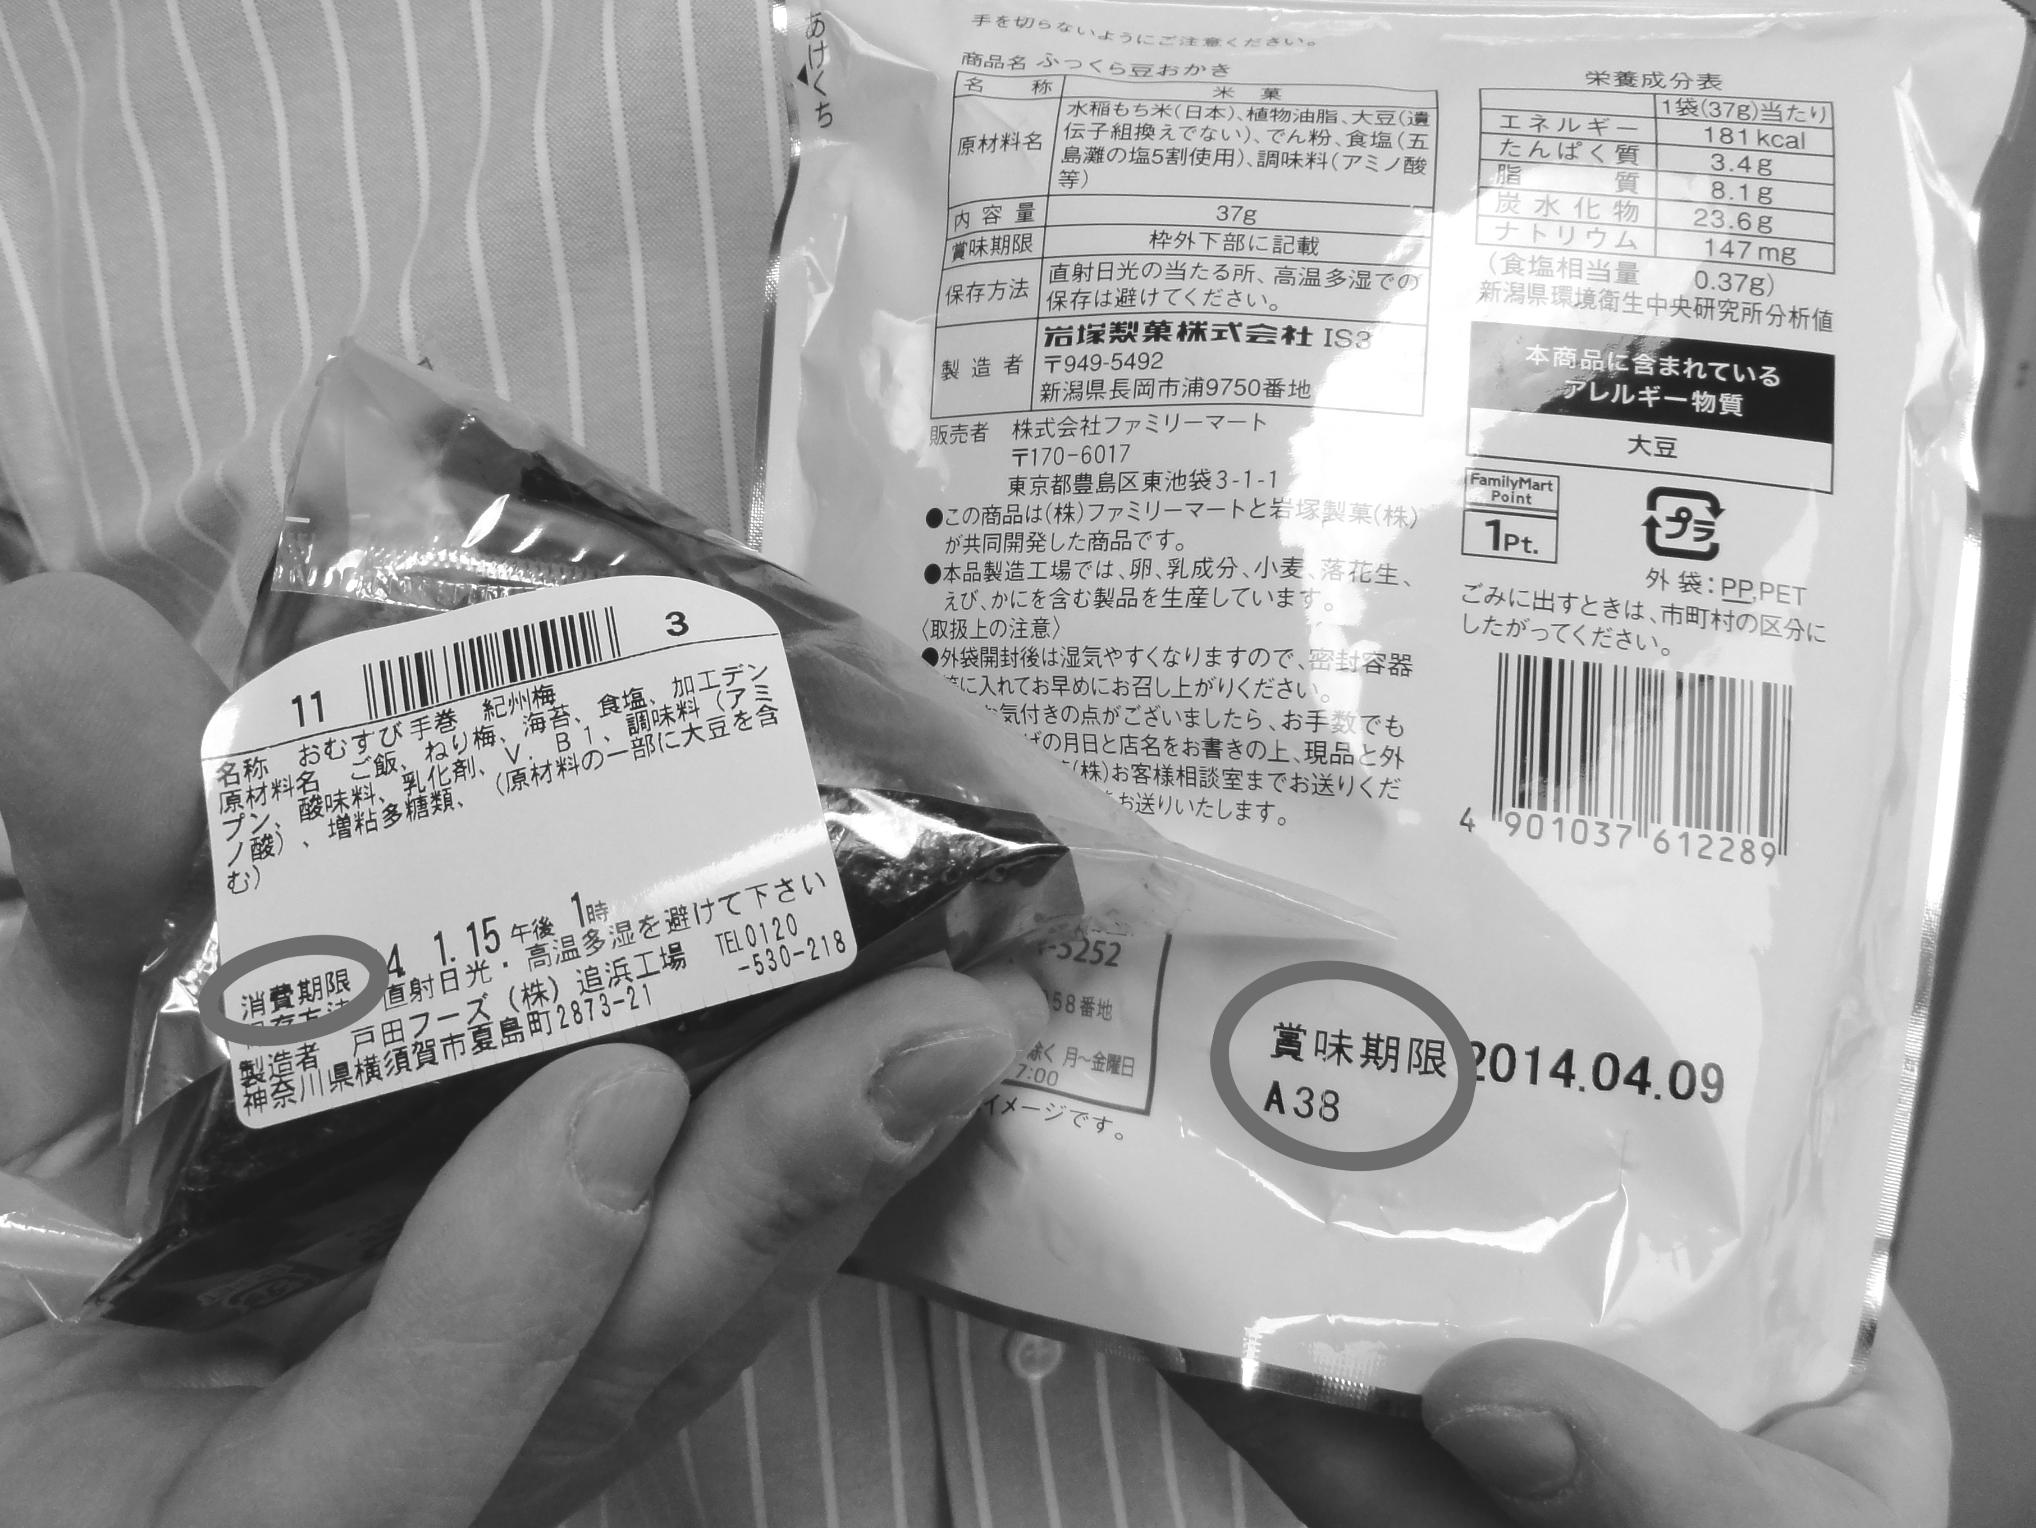 あけくち
手を切らないようにご注意ください。
商品名 ふっくら豆おかき
名称 米菓
原材料名 水稲もち米(日本)、植物油脂、大豆(遺
伝子組換えでない)、でん粉、食塩(五
島灘の塩5割使用)、調味料(アミノ酸
等)
内容量 37g
賞味期限 枠外下部に記載
保存方法 直射日光の当たる所、高温多湿での
保存は避けてください。
製造者 岩塚製菓株式会社 IS3
〒949-5492
新潟県長岡市浦9750番地
販売者 株式会社ファミリーマート
〒170-6017
東京都豊島区東池袋3-1-1
●この商品は(株)ファミリーマートと岩塚製菓(株)
が共同開発した商品です。
●本品製造工場では、卵、乳成分、小麦、落花生、
えび、かにを含む製品を生産しています。
〈取扱上の注意〉
●外袋開封後は湿気やすくなりますので、密封容器
等に入れてお早めにお召し上がりください。
気付きの点がございましたら、お手数でも
げの月日と店名をお書きの上、現品と外
(株)お客様相談室までお送りくだ
お送りいたします。
-5252
58番地
除く 月〜金曜日
7:00
イメージです。
栄養成分表
1袋(37g)当たり
エネルギー 181kcal
たんぱく質 3.4g
脂質 8.1g
炭水化物 23.6g
ナトリウム 147mg
(食塩相当量 0.37g)
新潟県環境衛生中央研究所分析値
本商品に含まれている
アレルギー物質
大豆
FamilyMart
Point
1Pt.
プラ
外袋:PP,PET
ごみに出すときは、市町村の区分に
したがってください。
4 901037 612289
賞味期限 2014.04.09
A38
11 3
名称 おむすび手巻 紀州梅
原材料名 ご飯、ねり梅、海苔、食塩、加工デン
プン、酸味料、乳化剤、V.B1、調味料(アミ
ノ酸)、増粘多糖類、(原材料の一部に大豆を含
む)
消費期限 4 1.15 午後 1時
保存方法 直射日光・高温多湿を避けて下さい
製造者 戸田フーズ(株)追浜工場 TEL0120
神奈川県横須賀市夏島町2873-21 -530-218